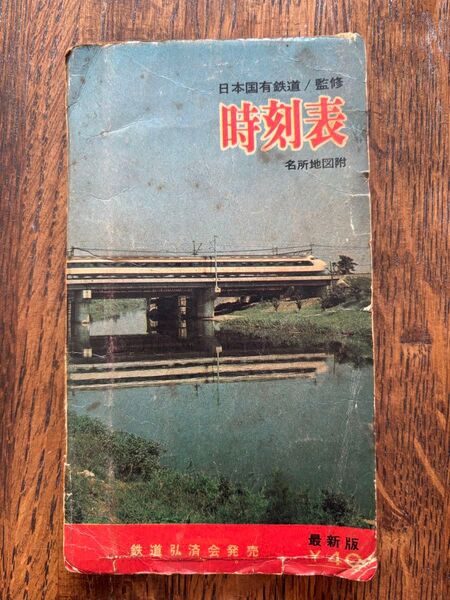 日本国有鉄道/監修
時刻表
名所地図附
最新版
鉄道弘済会発売
¥40